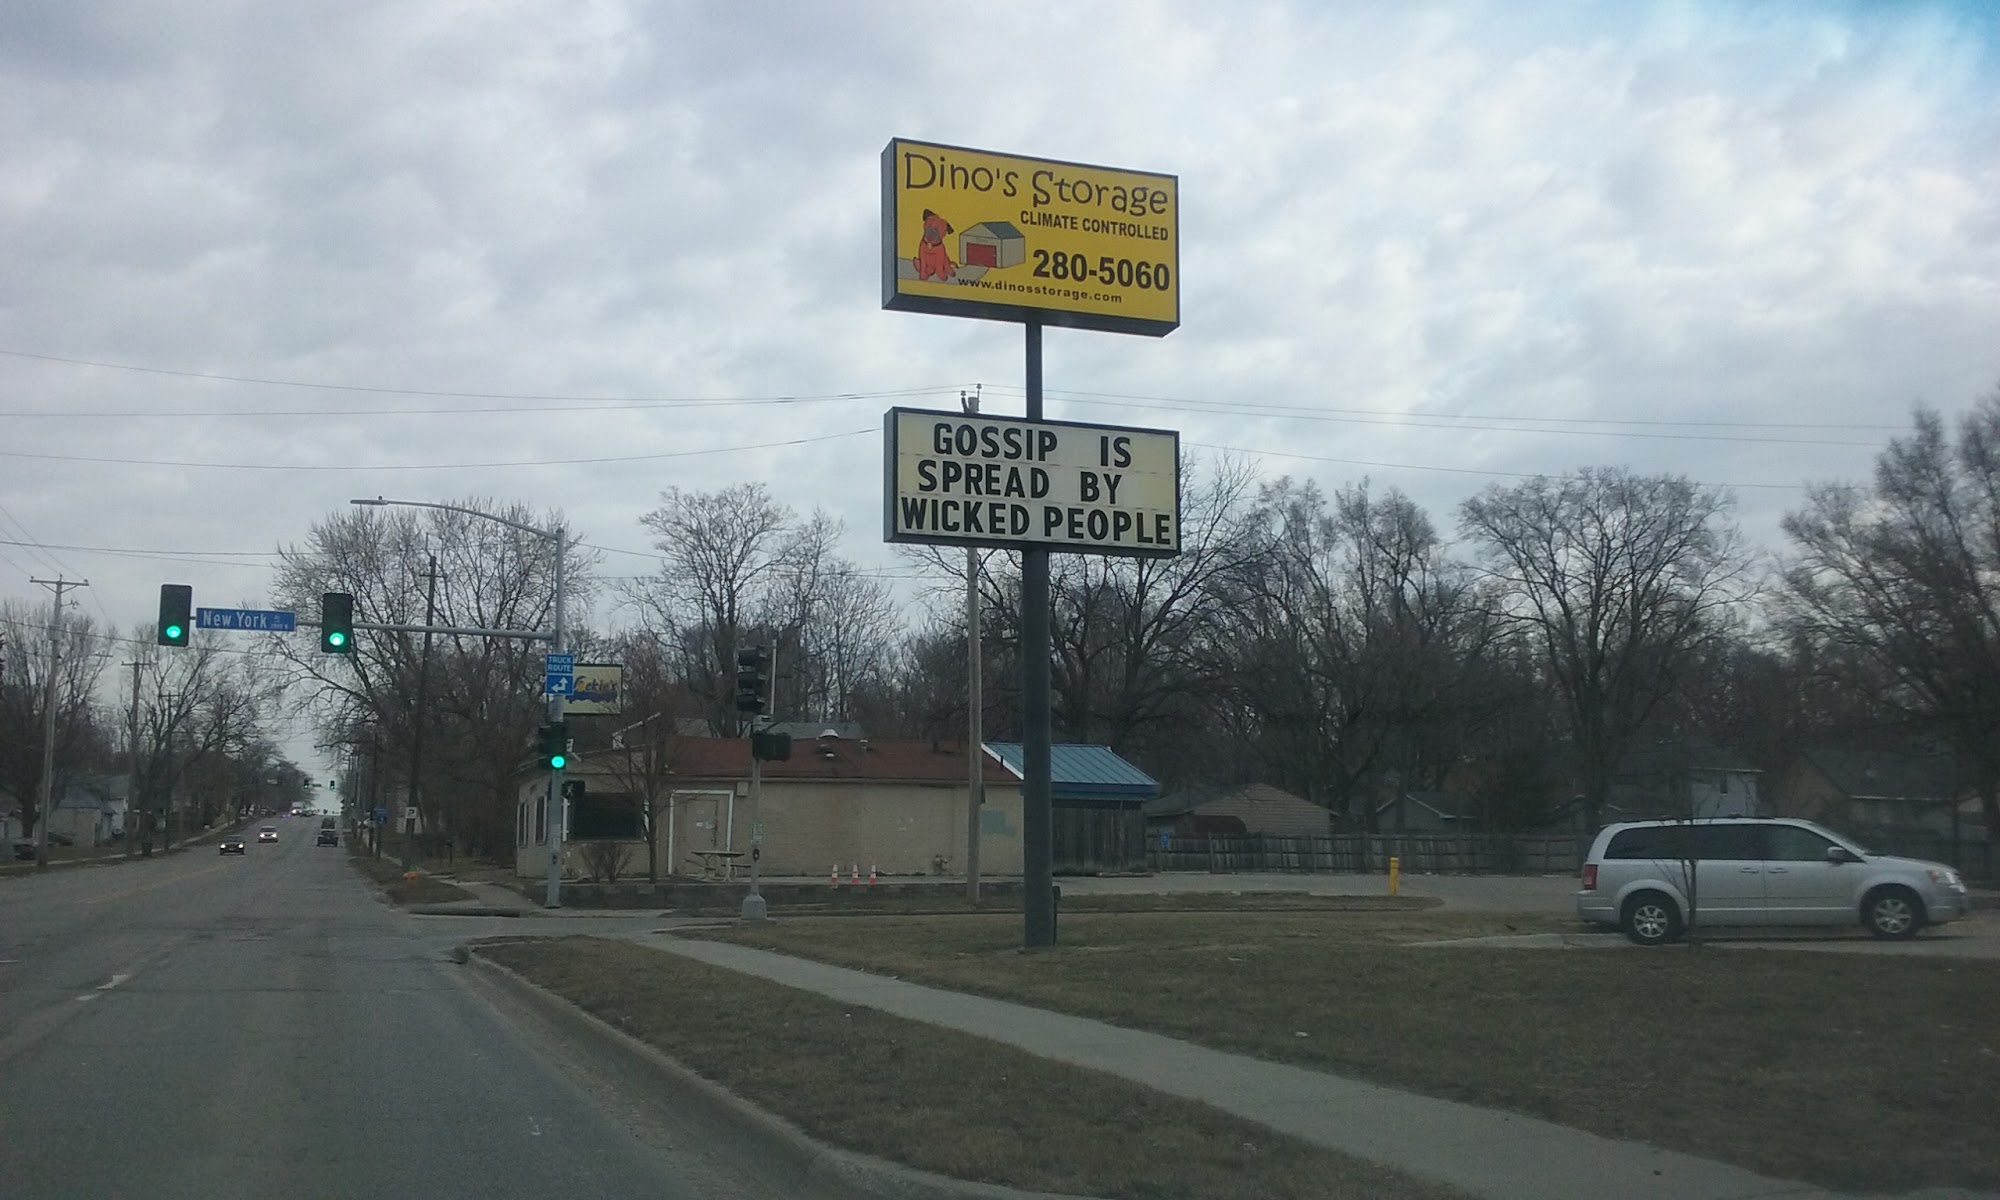 Dino's Storage
CLIMATE CONTROLLED
280-5060
www.dinosstorage.com
GOSSIP IS
SPREAD BY
WICKED PEOPLE
New York
TRUCK
ROUTE